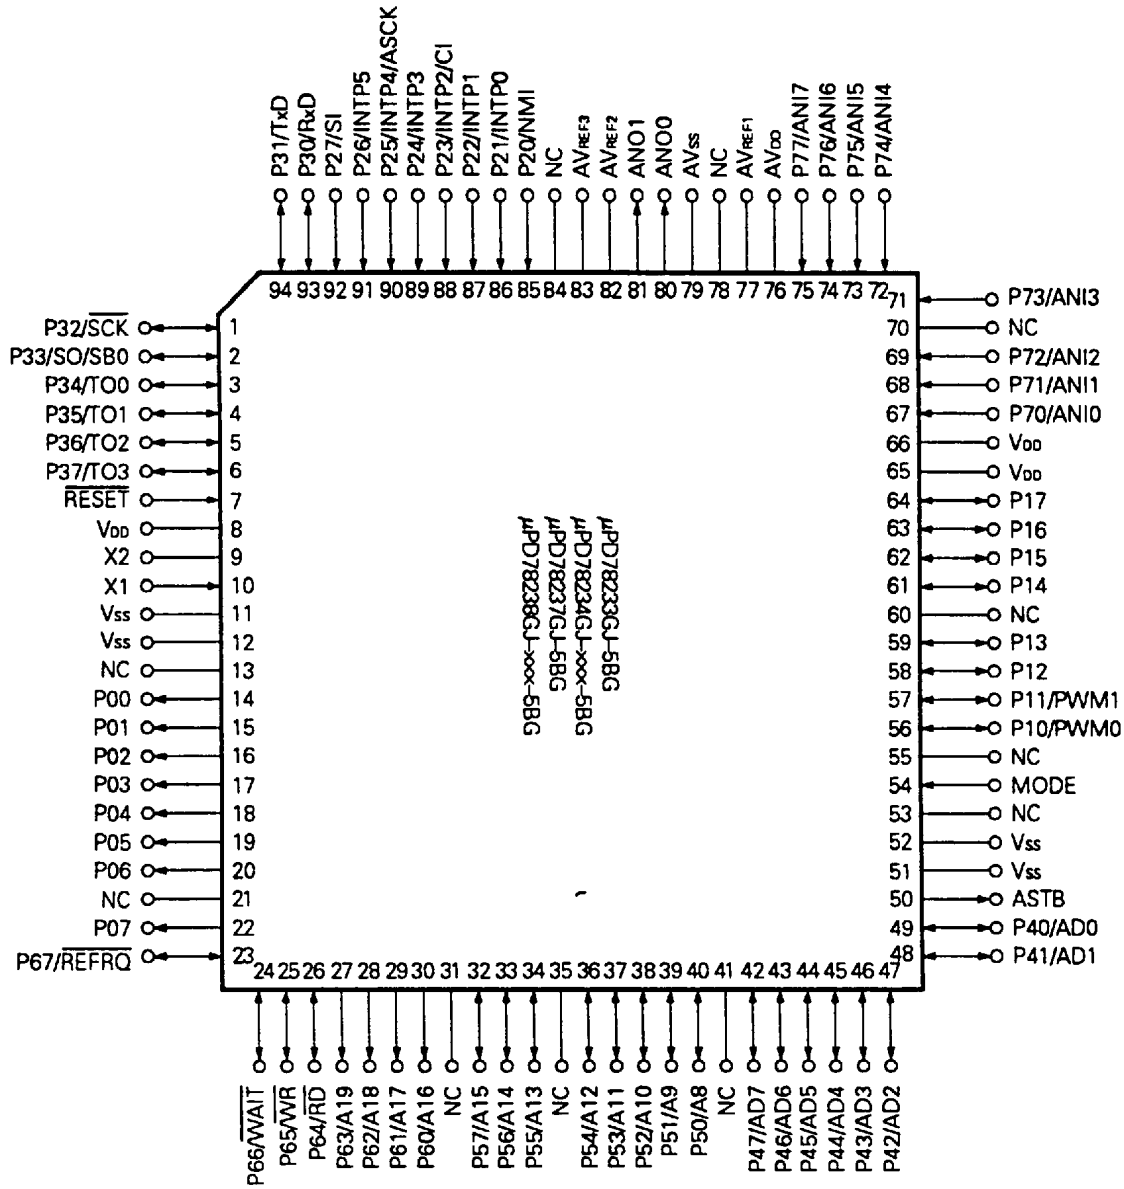 P31/TxD
P30/RxD
P27/SI
P26/INTP5
P25/INTP4/ASCK
P24/INTP3
P23/INTP2/CI
P22/INTP1
P21/INTP0
P20/NMI
NC
AVREF3
AVREF2
ANO1
ANO0
AVSS
NC
AVREF1
AVDD
P77/ANI7
P76/ANI6
P75/ANI5
P74/ANI4
94 93 92 91 90 89 88 87 86 85 84 83 82 81 80 79 78 77 76 75 74 73 72
P32/SCK 1
P33/SO/SB0 2
P34/TO0 3
P35/TO1 4
P36/TO2 5
P37/TO3 6
RESET 7
VDD 8
X2 9
X1 10
VSS 11
VSS 12
NC 13
P00 14
P01 15
P02 16
P03 17
P04 18
P05 19
P06 20
NC 21
P07 22
P67/REFRQ 23
μPD78233GJ-5BG
μPD78234GJ-xxx-5BG
μPD78237GJ-5BG
μPD78238GJ-xxx-5BG
71 P73/ANI3
70 NC
69 P72/ANI2
68 P71/ANI1
67 P70/ANI0
66 VDD
65 VDD
64 P17
63 P16
62 P15
61 P14
60 NC
59 P13
58 P12
57 P11/PWM1
56 P10/PWM0
55 NC
54 MODE
53 NC
52 VSS
51 VSS
50 ASTB
49 P40/AD0
48 P41/AD1
24 25 26 27 28 29 30 31 32 33 34 35 36 37 38 39 40 41 42 43 44 45 46 47
P66/WAIT
P65/WR
P64/RD
P63/A19
P62/A18
P61/A17
P60/A16
NC
P57/A15
P56/A14
P55/A13
NC
P54/A12
P53/A11
P52/A10
P51/A9
P50/A8
NC
P47/AD7
P46/AD6
P45/AD5
P44/AD4
P43/AD3
P42/AD2